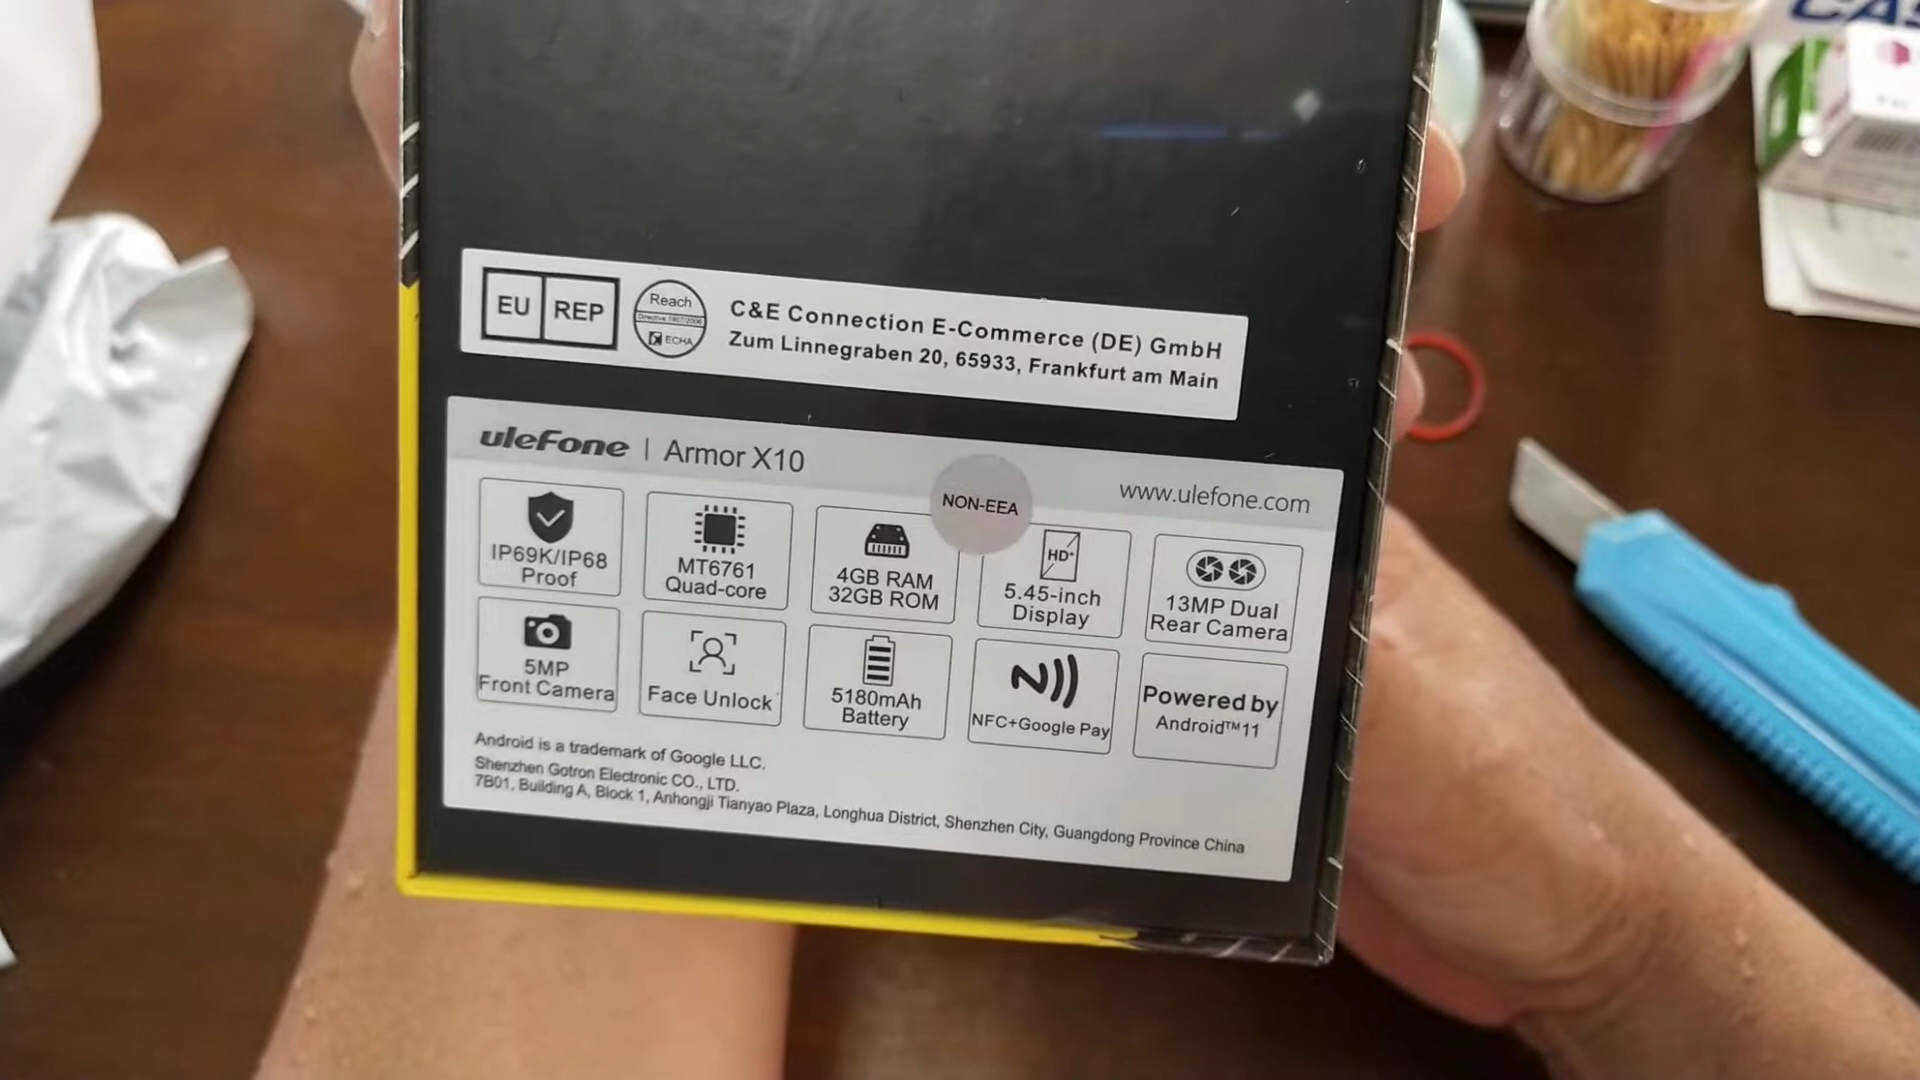 CAS
EU REP
Reach
Directive 1907/2006
ECHA
C&E Connection E-Commerce (DE) GmbH
Zum Linnegraben 20, 65933, Frankfurt am Main
uleFone | Armor X10
NON-EEA
www.ulefone.com
IP69K/IP68
Proof
MT6761
Quad-core
4GB RAM
32GB ROM
HD+
5.45-inch
Display
13MP Dual
Rear Camera
5MP
Front Camera
Face Unlock
5180mAh
Battery
NFC+Google Pay
Powered by
Android™11
Android is a trademark of Google LLC.
Shenzhen Gotron Electronic CO., LTD.
7B01, Building A, Block 1, Anhongji Tianyao Plaza, Longhua District, Shenzhen City, Guangdong Province China